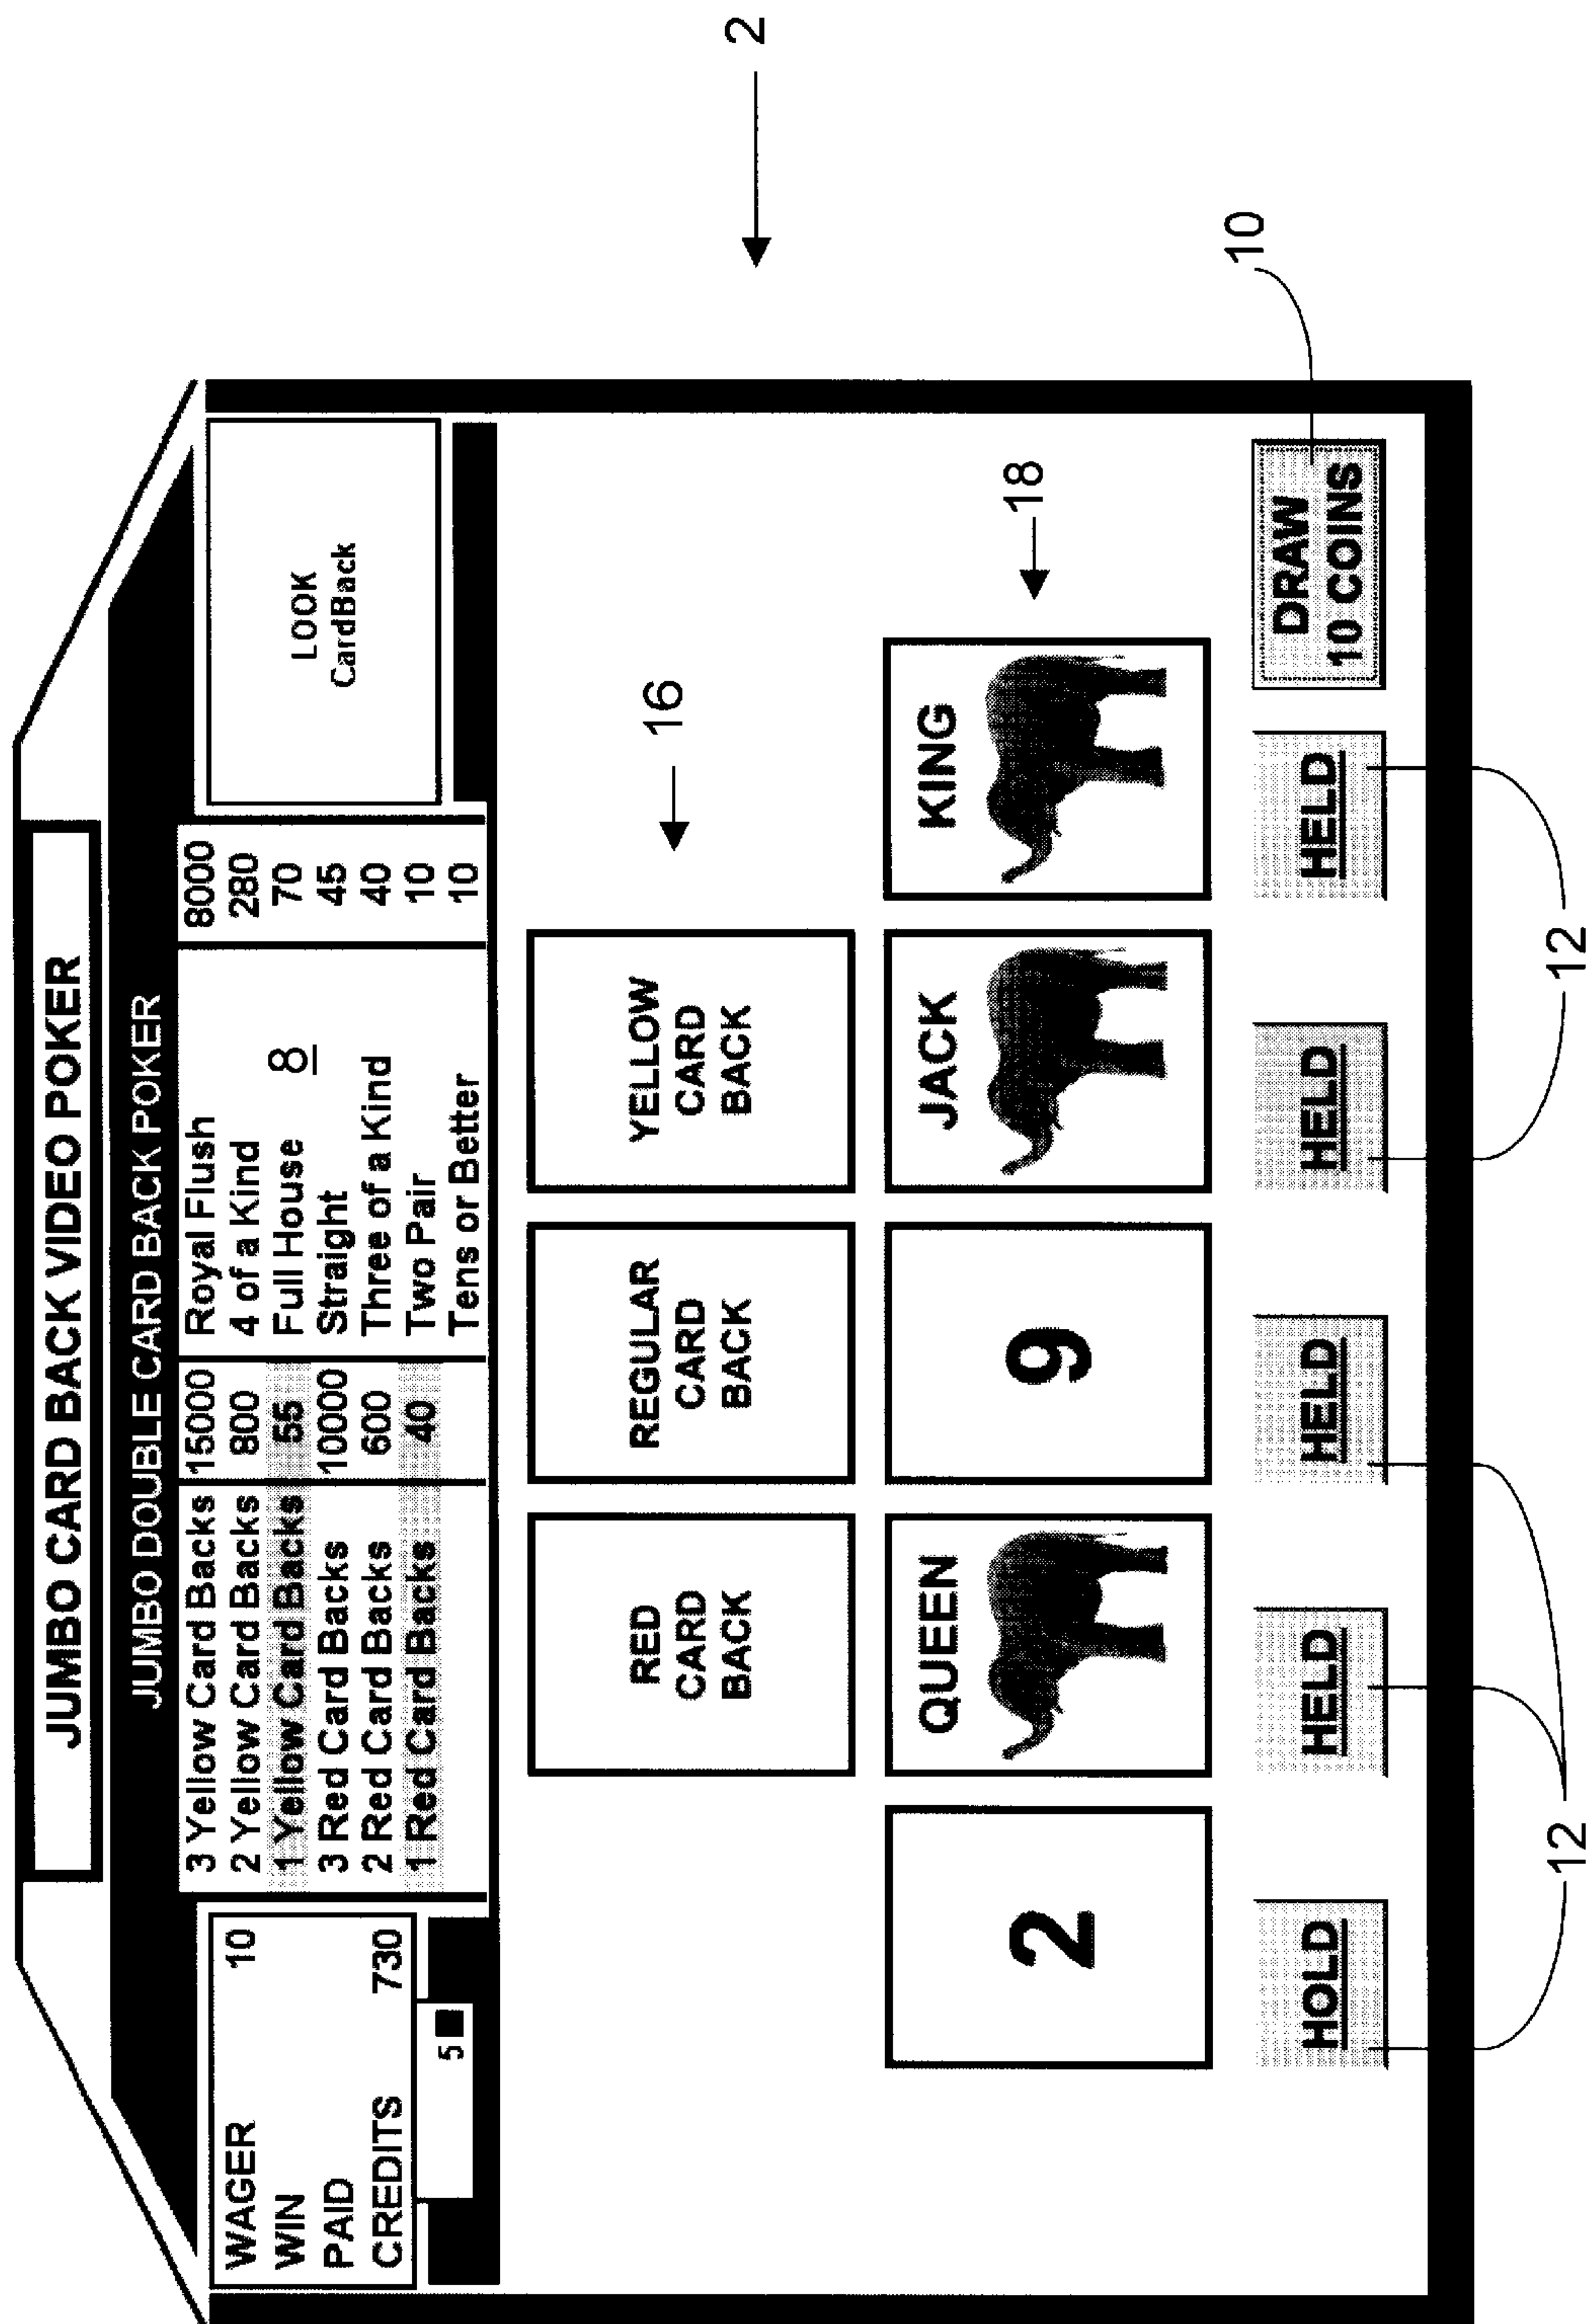 JUMBO CARD BACK VIDEO POKER
JUMBO DOUBLE CARD BACK POKER
WAGER 10
WIN
PAID
CREDITS 730
5
3 Yellow Card Backs 15000
2 Yellow Card Backs 800
1 Yellow Card Backs 55
3 Red Card Backs 10000
2 Red Card Backs 600
1 Red Card Backs 40
Royal Flush 8000
4 of a Kind 280
Full House 70
8
Straight 45
Three of a Kind 40
Two Pair 10
Tens or Better 10
LOOK
CardBack
2
RED
CARD
BACK
REGULAR
CARD
BACK
YELLOW
CARD
BACK
16
2
QUEEN
9
JACK
KING
18
HOLD
HELD
HELD
HELD
HELD
DRAW
10 COINS
10
12
12